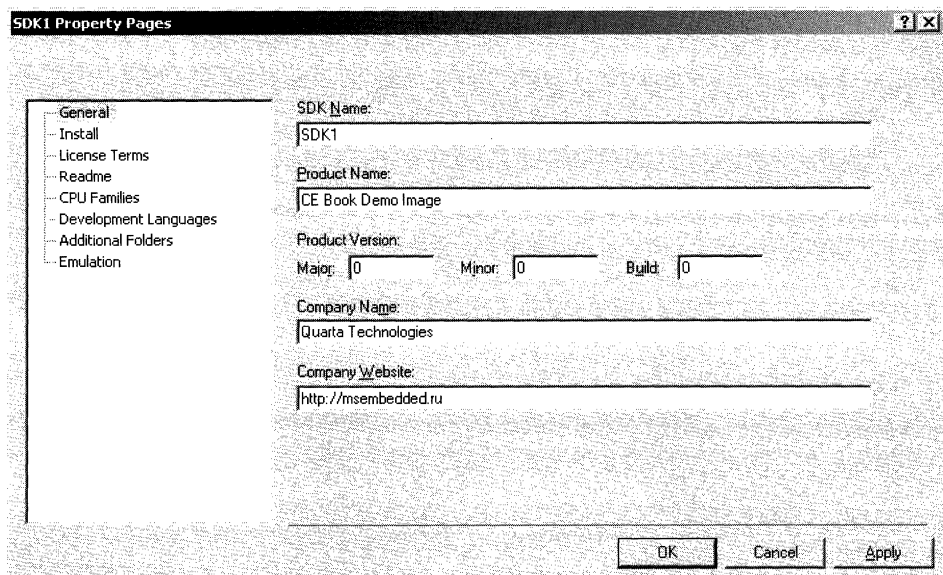 SDK1 Property Pages
General
Install
License Terms
Readme
CPU Families
Development Languages
Additional Folders
Emulation
SDK Name:
SDK1
Product Name:
CE Book Demo Image
Product Version:
Major: 0 Minor: 0 Build: 0
Company Name:
Quarta Technologies
Company Website:
http://msembedded.ru
OK Cancel Apply